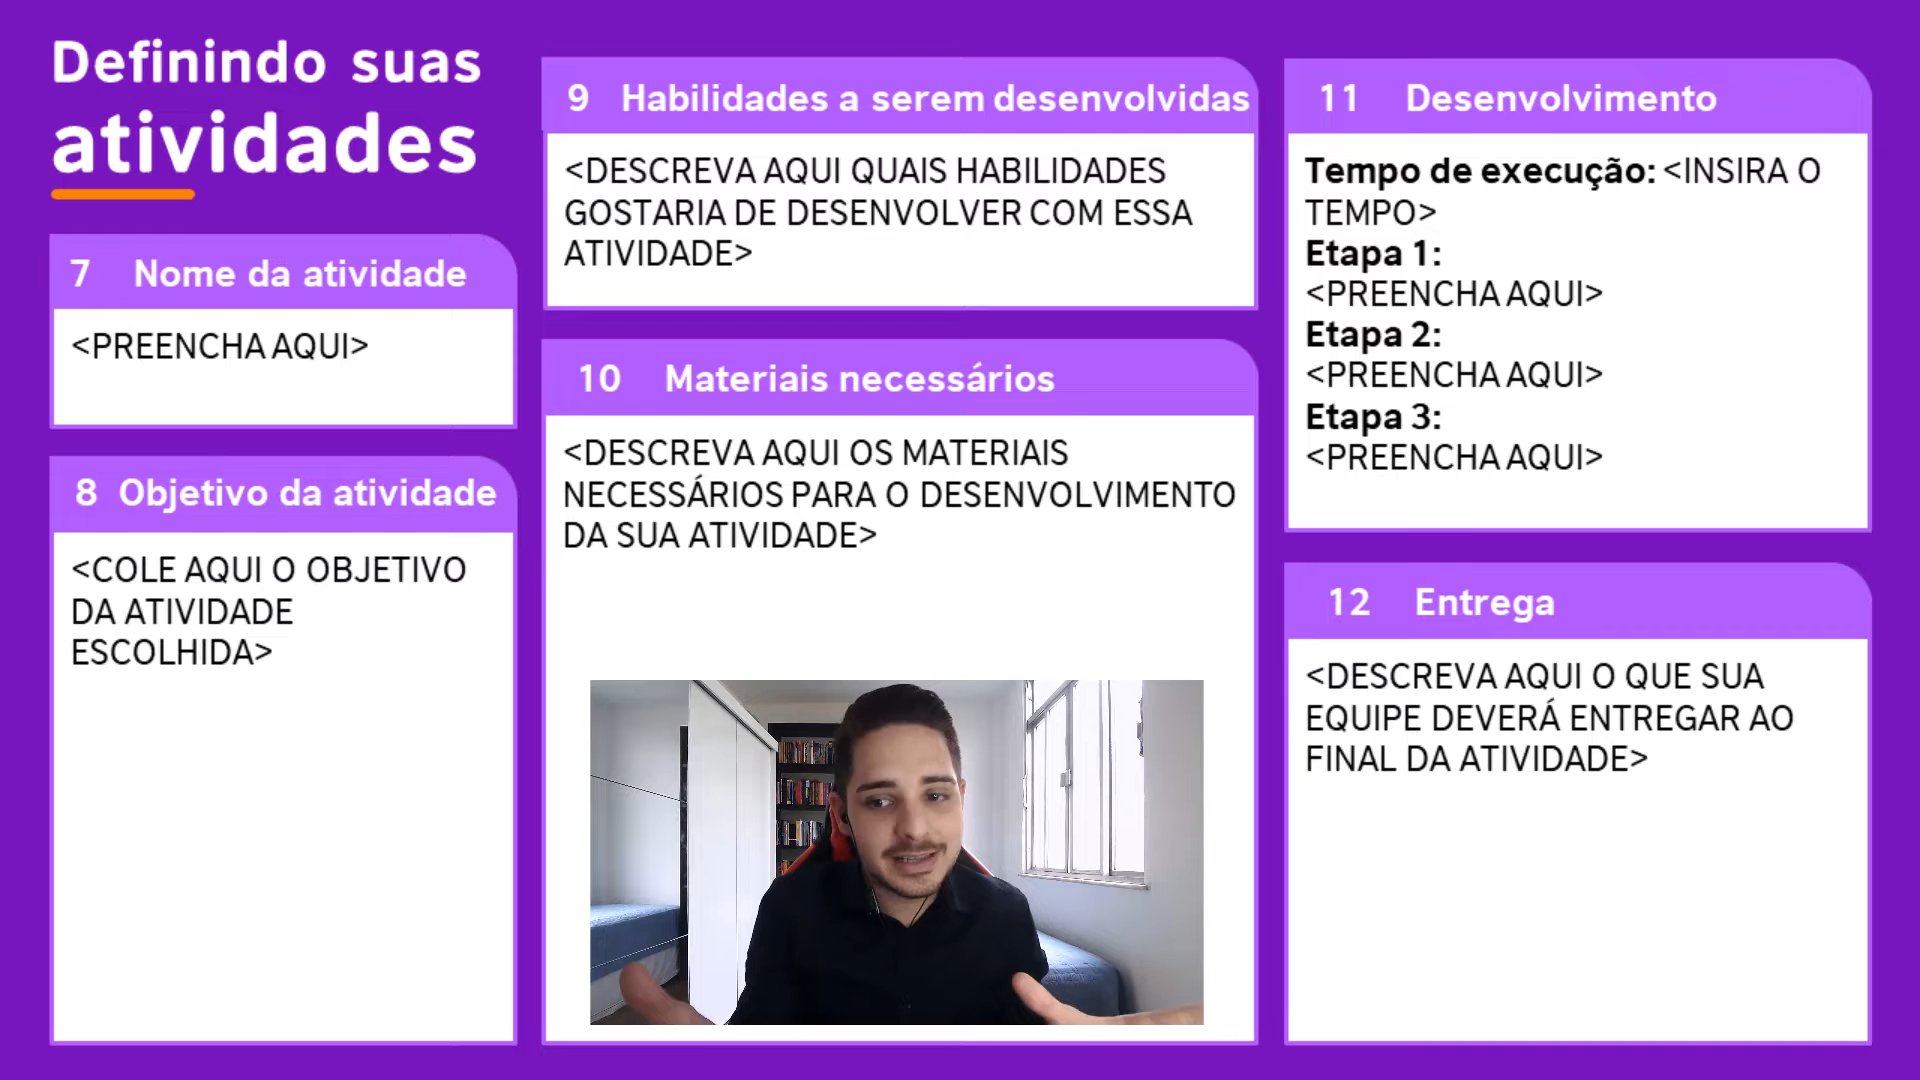 Definindo suas
atividades
7 Nome da atividade
<PREENCHA AQUI>
8 Objetivo da atividade
<COLE AQUI O OBJETIVO
DA ATIVIDADE
ESCOLHIDA>
9 Habilidades a serem desenvolvidas
<DESCREVA AQUI QUAIS HABILIDADES
GOSTARIA DE DESENVOLVER COM ESSA
ATIVIDADE>
10 Materiais necessários
<DESCREVA AQUI OS MATERIAIS
NECESSÁRIOS PARA O DESENVOLVIMENTO
DA SUA ATIVIDADE>
11 Desenvolvimento
Tempo de execução: <INSIRA O
TEMPO>
Etapa 1:
<PREENCHA AQUI>
Etapa 2:
<PREENCHA AQUI>
Etapa 3:
<PREENCHA AQUI>
12 Entrega
<DESCREVA AQUI O QUE SUA
EQUIPE DEVERÁ ENTREGAR AO
FINAL DA ATIVIDADE>